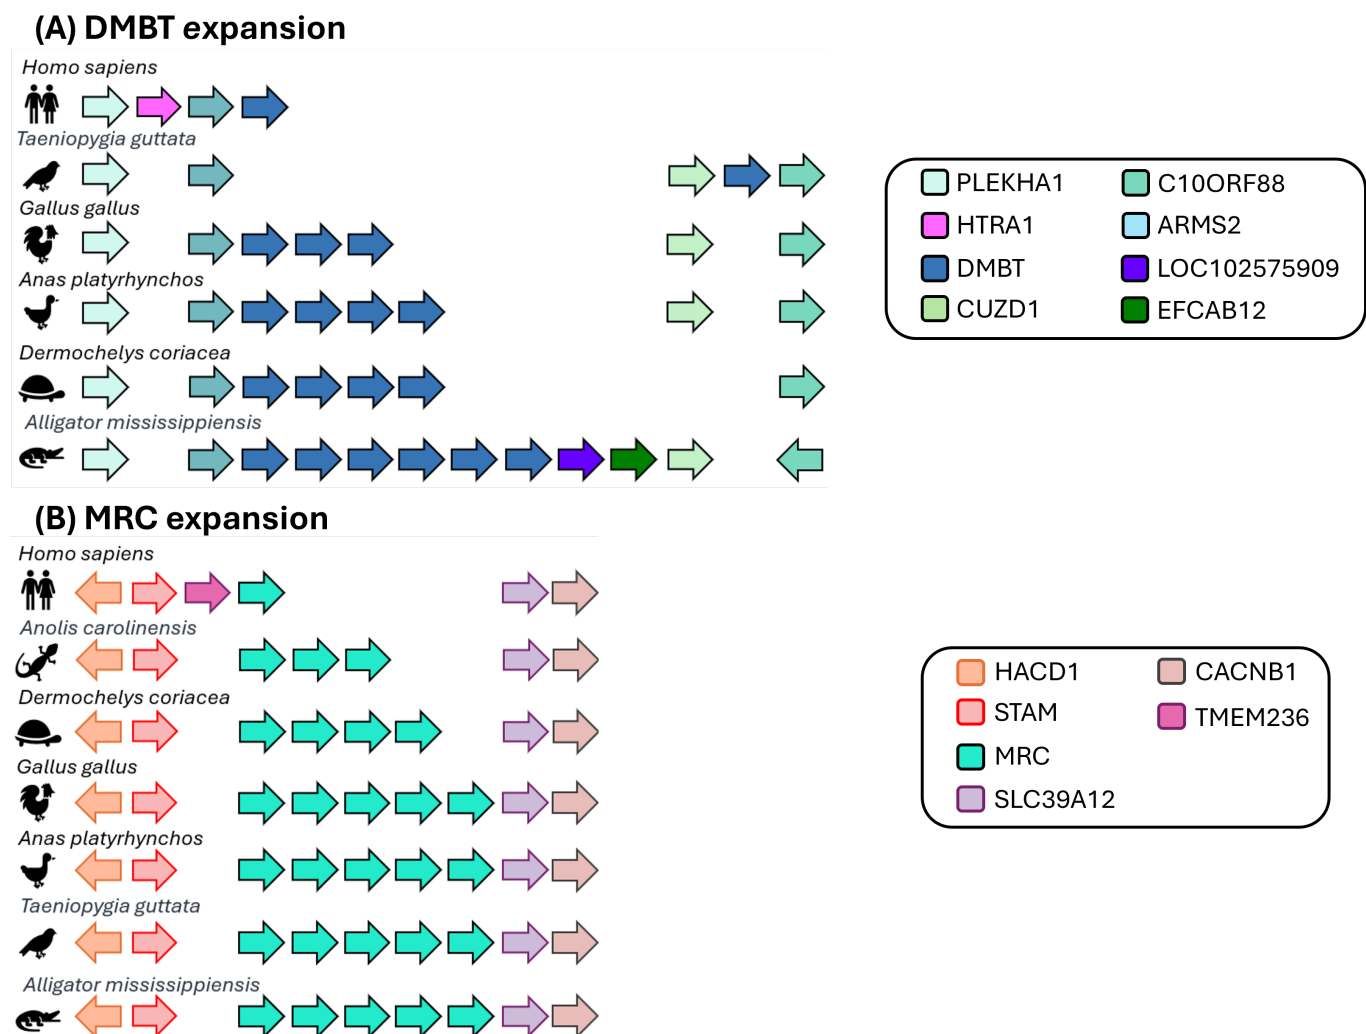 (A) DMBT expansion
Homo sapiens
Taeniopygia guttata
Gallus gallus
Anas platyrhynchos
Dermochelys coriacea
Alligator mississippiensis
PLEKHA1
HTRA1
DMBT
CUZD1
C10ORF88
ARMS2
LOC102575909
EFCAB12
(B) MRC expansion
Homo sapiens
Anolis carolinensis
Dermochelys coriacea
Gallus gallus
Anas platyrhynchos
Taeniopygia guttata
Alligator mississippiensis
HACD1
STAM
MRC
SLC39A12
CACNB1
TMEM236